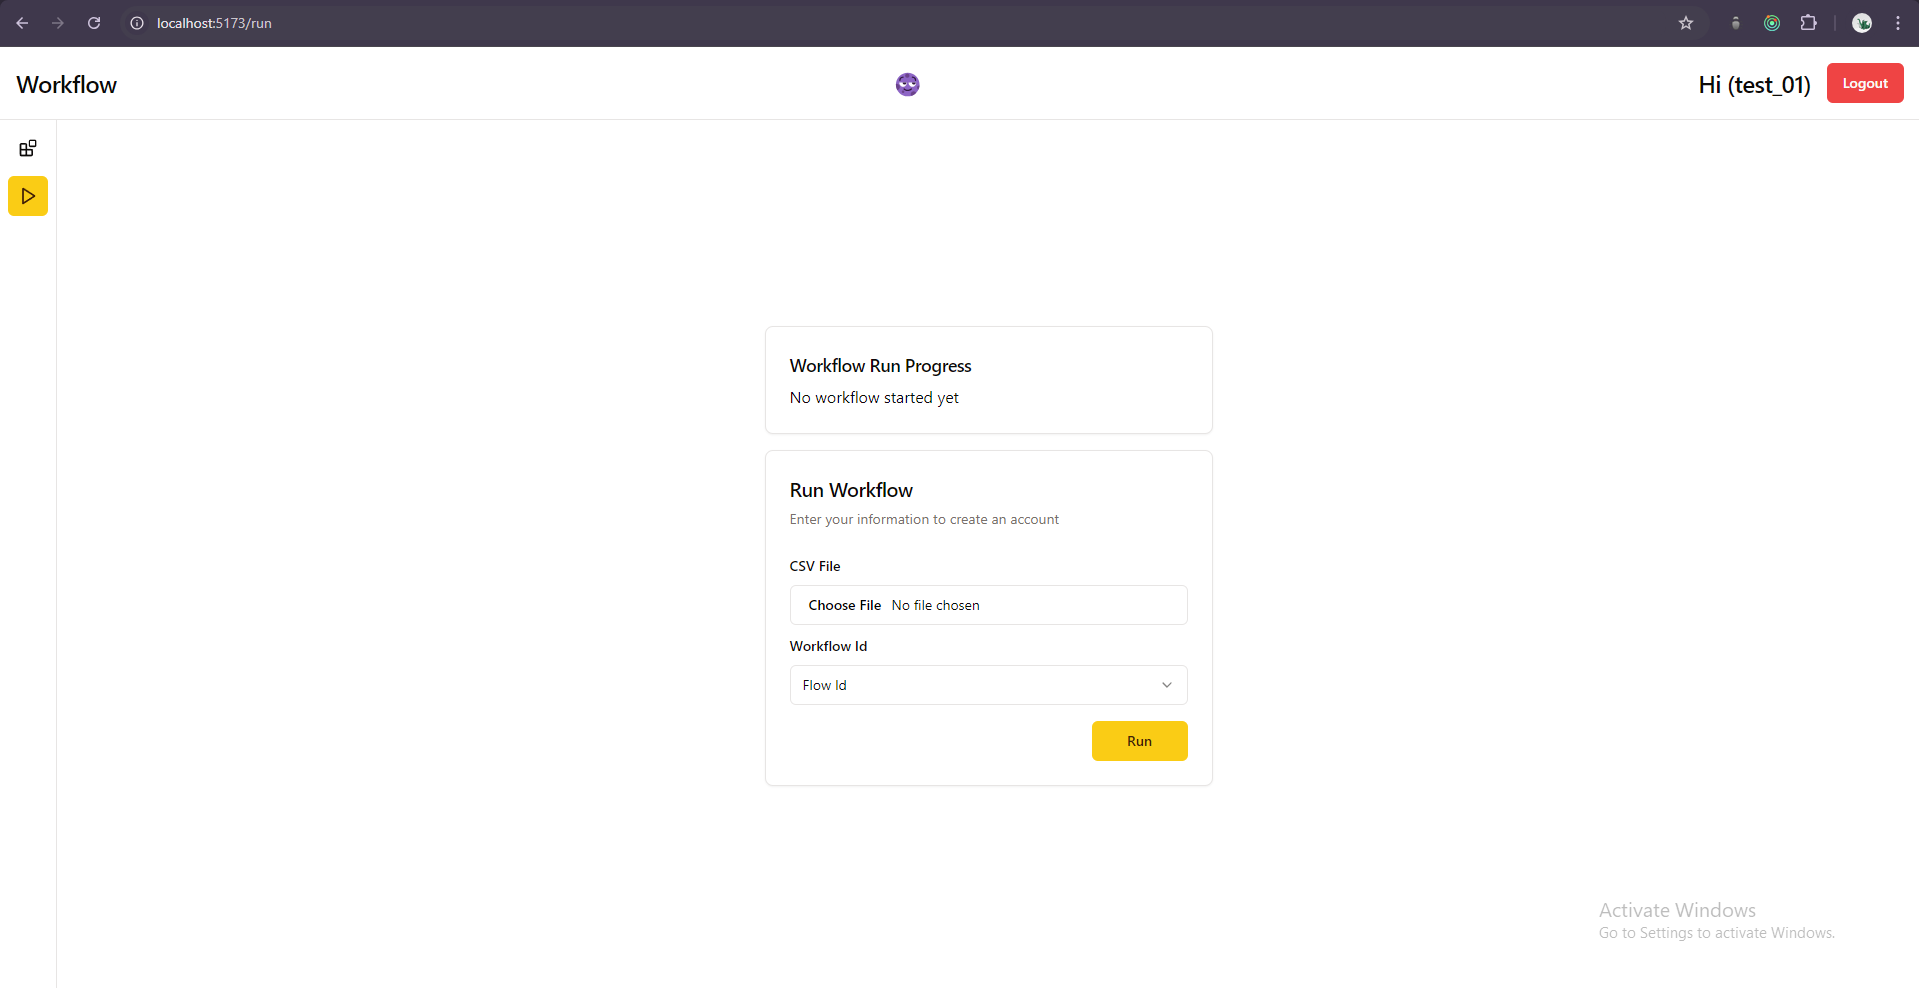 localhost:5173/run
Workflow
Hi (test_01)
Logout
Workflow Run Progress
No workflow started yet
Run Workflow
Enter your information to create an account
CSV File
Choose File No file chosen
Workflow Id
Flow Id
Run
Activate Windows
Go to Settings to activate Windows.